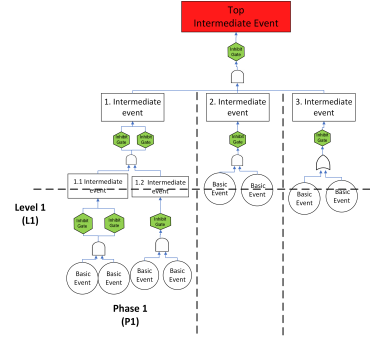 Top
Intermediate Event
Inhibit
Gate
1. Intermediate
event
2. Intermediate
event
3. Intermediate
event
Inhibit
Gate
Inhibit
Gate
Inhibit
Gate
Inhibit
Gate
1.1 Intermediate
event
1.2 Intermediate
event
Basic
Event
Basic
Event
Basic
Event
Basic
Event
Level 1
(L1)
Inhibit
Gate
Inhibit
Gate
Inhibit
Gate
Basic
Event
Basic
Event
Basic
Event
Basic
Event
Phase 1
(P1)